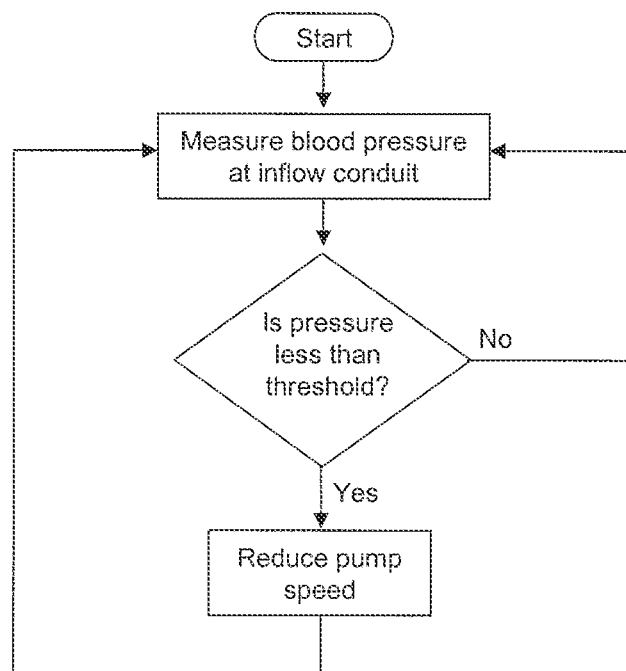 Start
Measure blood pressure
at inflow conduit
Is pressure
less than
threshold?
No
Yes
Reduce pump
speed